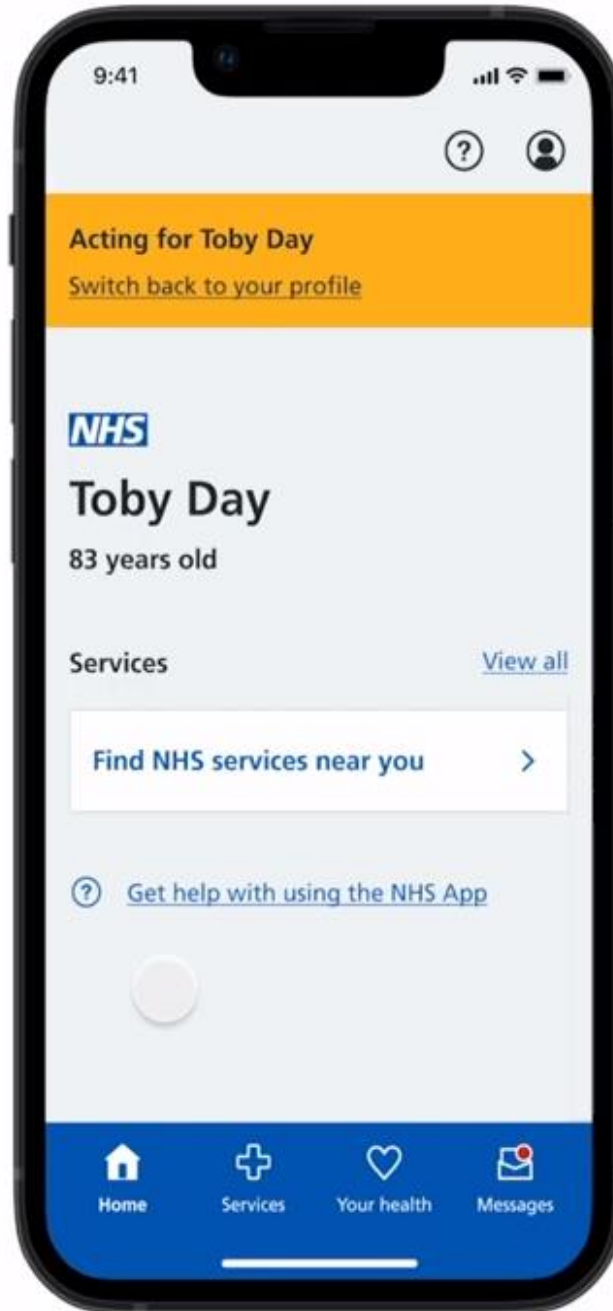 9:41
Acting for Toby Day
Switch back to your profile
NHS
Toby Day
83 years old
Services View all
Find NHS services near you
Get help with using the NHS App
Home Services Your health Messages